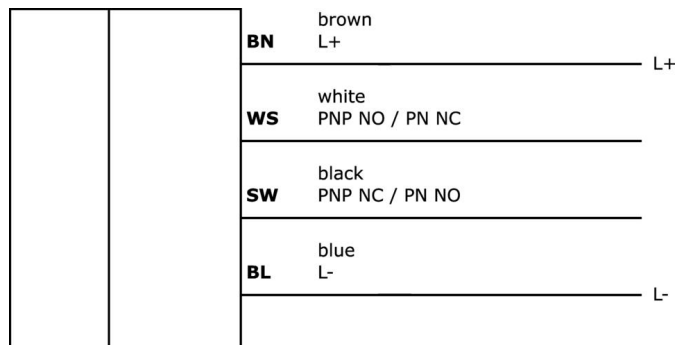 brown
BN L+
L+
white
WS PNP NO / PN NC
black
SW PNP NC / PN NO
blue
BL L-
L-